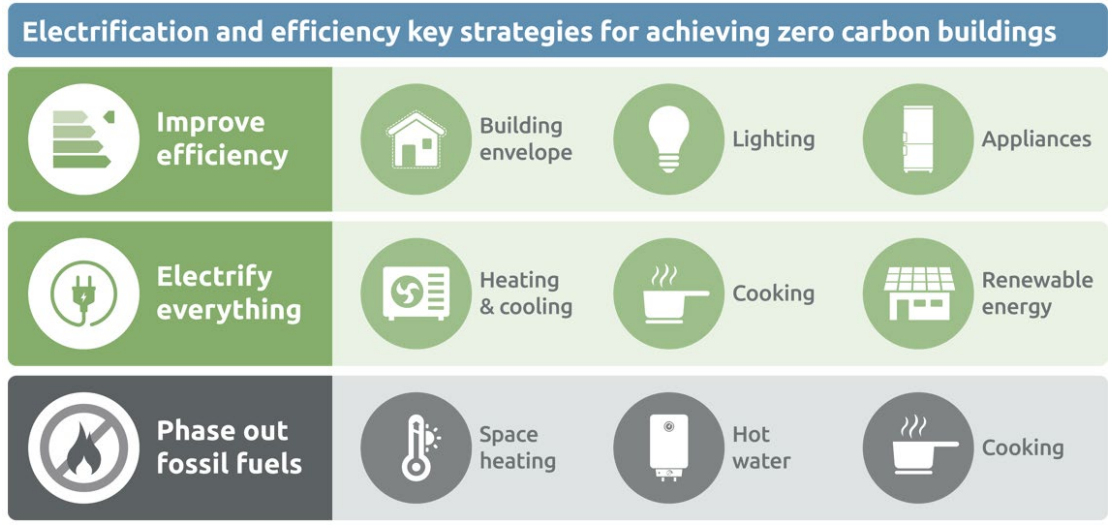 Electrification and efficiency key strategies for achieving zero carbon buildings
Improve
efficiency
Building
envelope
Lighting
Appliances
Electrify
everything
Heating
& cooling
Cooking
Renewable
energy
Phase out
fossil fuels
Space
heating
Hot
water
Cooking